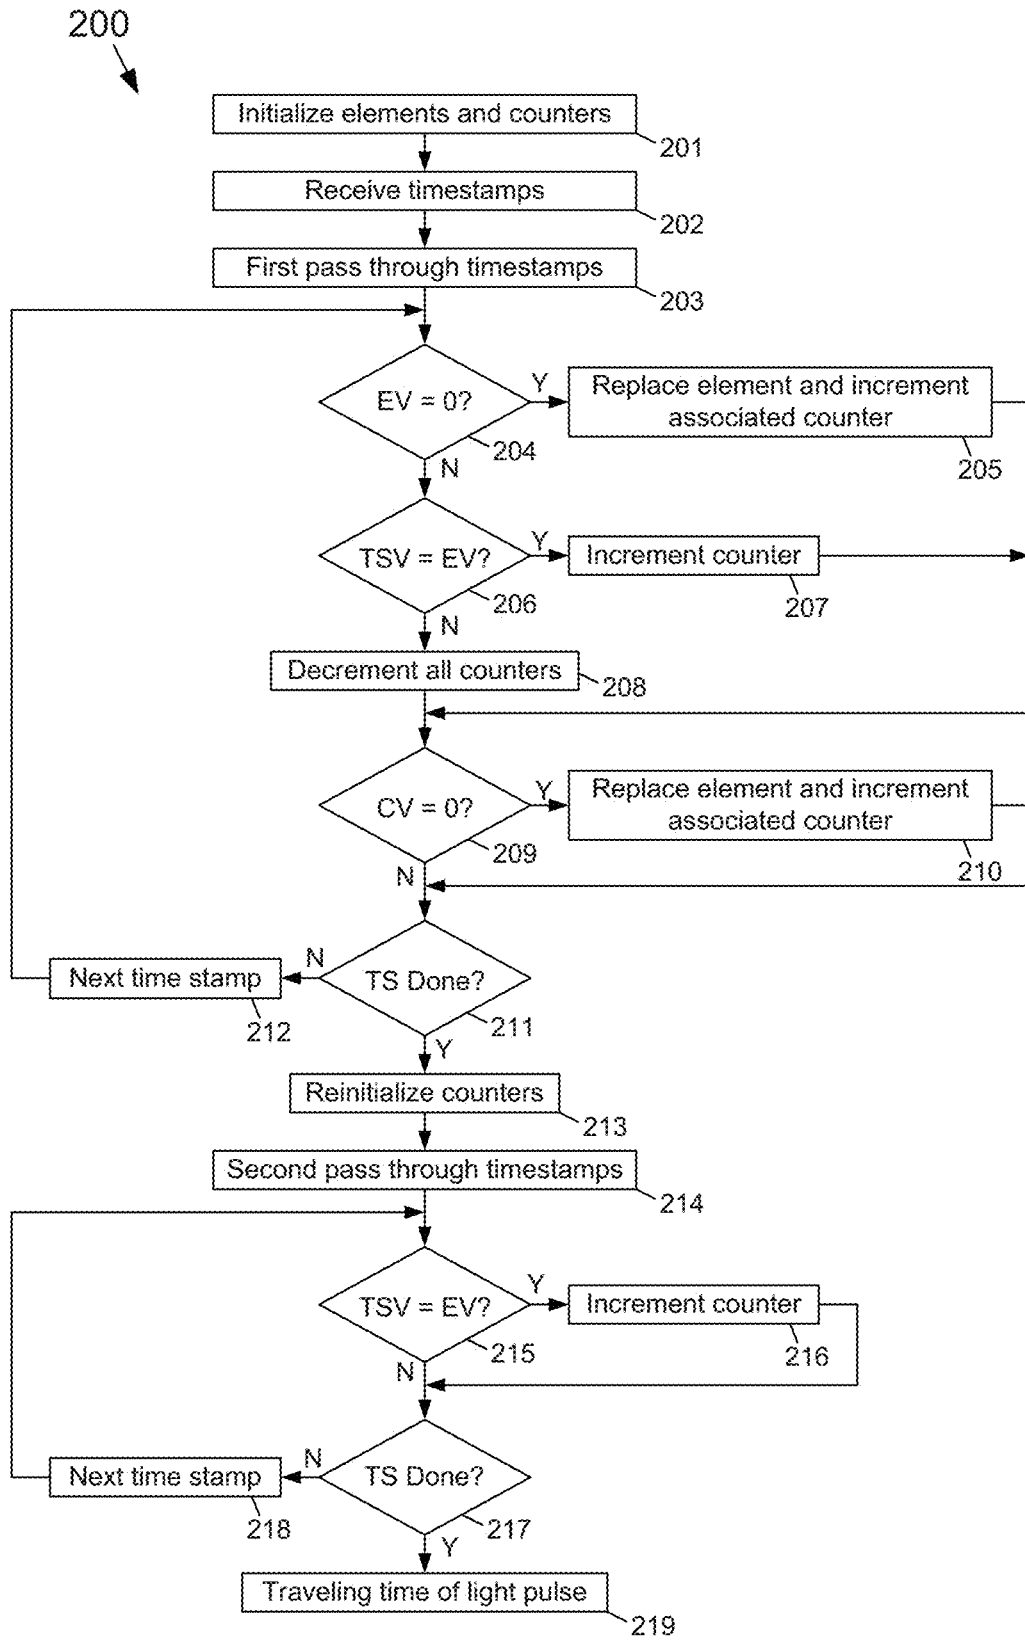 200
Initialize elements and counters
201
Receive timestamps
202
First pass through timestamps
203
EV = 0?
204
Y
N
Replace element and increment
associated counter
205
TSV = EV?
206
Y
N
Increment counter
207
Decrement all counters
208
CV = 0?
209
Y
N
Replace element and increment
associated counter
210
TS Done?
211
N
Y
Next time stamp
212
Reinitialize counters
213
Second pass through timestamps
214
TSV = EV?
215
Y
N
Increment counter
216
TS Done?
217
N
Y
Next time stamp
218
Traveling time of light pulse
219